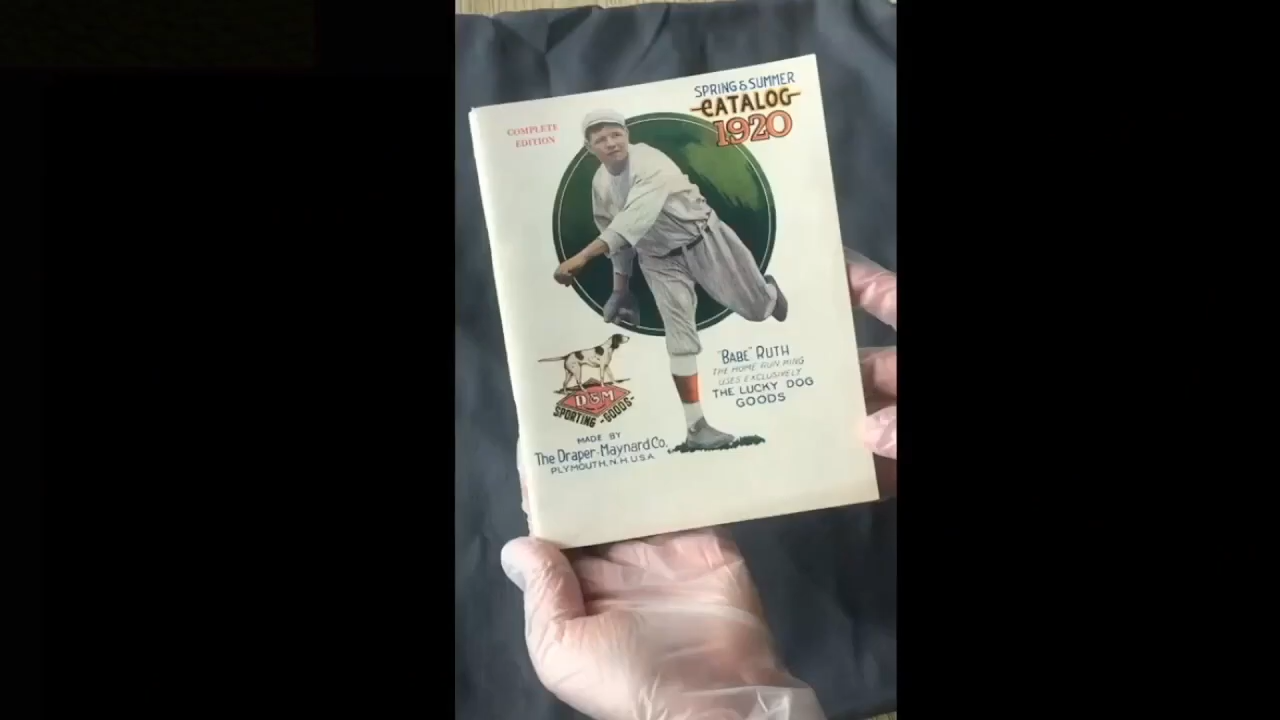 SPRING & SUMMER
CATALOG
1920
COMPLETE
EDITION
"BABE" RUTH
THE HOME RUN KING
USES EXCLUSIVELY
THE LUCKY DOG
GOODS
D&M
SPORTING-GOODS-
MADE BY
The Draper-Maynard Co.
PLYMOUTH, N.H. U.S.A.